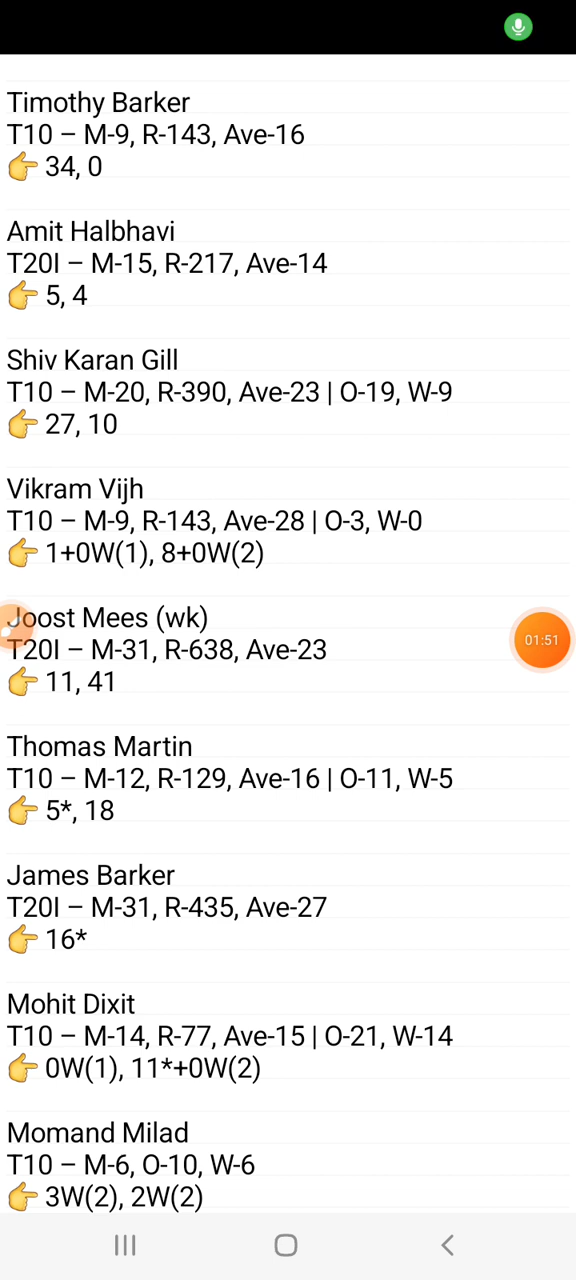 Timothy Barker
T10 – M-9, R-143, Ave-16
👉 34, 0
Amit Halbhavi
T20I – M-15, R-217, Ave-14
👉 5, 4
Shiv Karan Gill
T10 – M-20, R-390, Ave-23 | O-19, W-9
👉 27, 10
Vikram Vijh
T10 – M-9, R-143, Ave-28 | O-3, W-0
👉 1+0W(1), 8+0W(2)
Joost Mees (wk)
T20I – M-31, R-638, Ave-23
01:51
👉 11, 41
Thomas Martin
T10 – M-12, R-129, Ave-16 | O-11, W-5
👉 5*, 18
James Barker
T20I – M-31, R-435, Ave-27
👉 16*
Mohit Dixit
T10 – M-14, R-77, Ave-15 | O-21, W-14
👉 0W(1), 11*+0W(2)
Momand Milad
T10 – M-6, O-10, W-6
👉 3W(2), 2W(2)